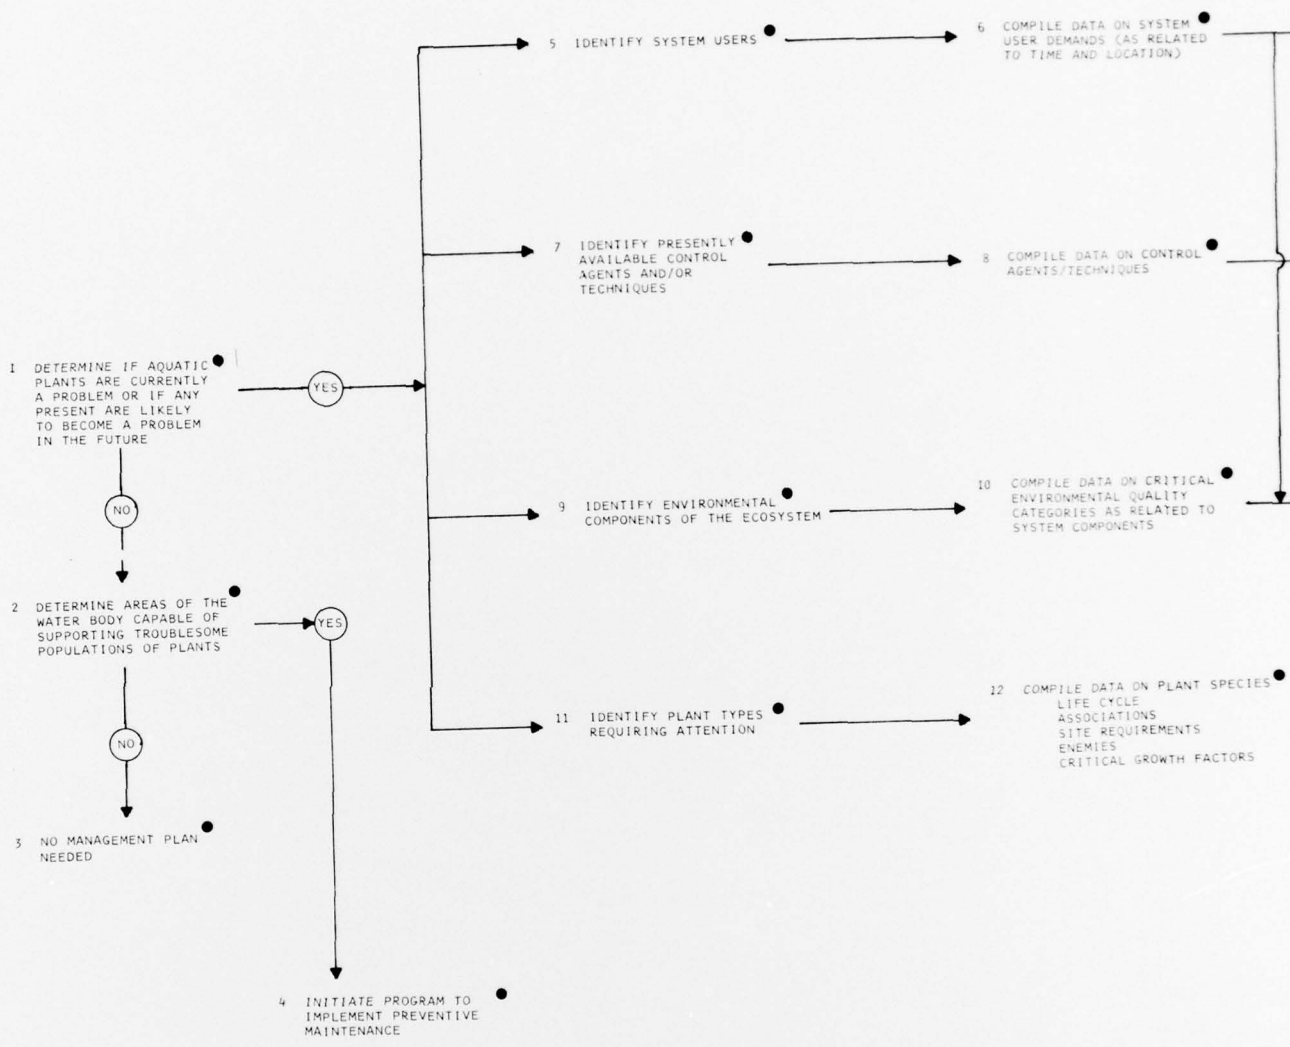 5 IDENTIFY SYSTEM USERS
6 COMPILE DATA ON SYSTEM
USER DEMANDS (AS RELATED
TO TIME AND LOCATION)
7 IDENTIFY PRESENTLY
AVAILABLE CONTROL
AGENTS AND/OR
TECHNIQUES
8 COMPILE DATA ON CONTROL
AGENTS/TECHNIQUES
1 DETERMINE IF AQUATIC
PLANTS ARE CURRENTLY
A PROBLEM OR IF ANY
PRESENT ARE LIKELY
TO BECOME A PROBLEM
IN THE FUTURE
YES
NO
9 IDENTIFY ENVIRONMENTAL
COMPONENTS OF THE ECOSYSTEM
10 COMPILE DATA ON CRITICAL
ENVIRONMENTAL QUALITY
CATEGORIES AS RELATED TO
SYSTEM COMPONENTS
2 DETERMINE AREAS OF THE
WATER BODY CAPABLE OF
SUPPORTING TROUBLESOME
POPULATIONS OF PLANTS
YES
NO
11 IDENTIFY PLANT TYPES
REQUIRING ATTENTION
12 COMPILE DATA ON PLANT SPECIES
LIFE CYCLE
ASSOCIATIONS
SITE REQUIREMENTS
ENEMIES
CRITICAL GROWTH FACTORS
3 NO MANAGEMENT PLAN
NEEDED
4 INITIATE PROGRAM TO
IMPLEMENT PREVENTIVE
MAINTENANCE